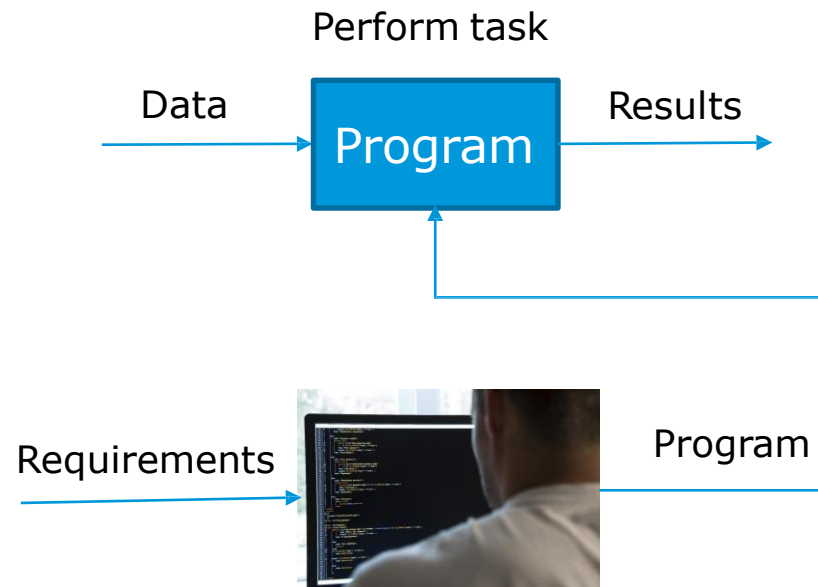 Perform task
Data
Program
Results
Requirements
Program